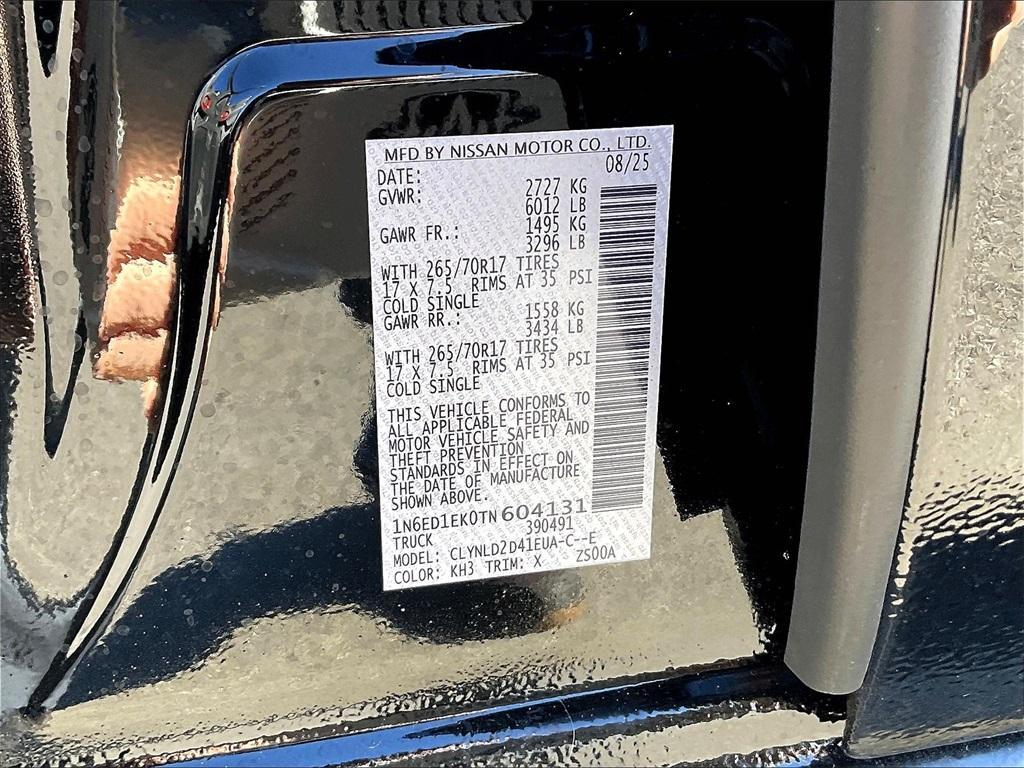 MFD BY NISSAN MOTOR CO., LTD.
DATE: 08/25
GVWR: 2727 KG
6012 LB
GAWR FR.: 1495 KG
3296 LB
WITH 265/70R17 TIRES
17 X 7.5 RIMS AT 35 PSI
COLD SINGLE
GAWR RR.: 1558 KG
3434 LB
WITH 265/70R17 TIRES
17 X 7.5 RIMS AT 35 PSI
COLD SINGLE
THIS VEHICLE CONFORMS TO
ALL APPLICABLE FEDERAL
MOTOR VEHICLE SAFETY AND
THEFT PREVENTION
STANDARDS IN EFFECT ON
THE DATE OF MANUFACTURE
SHOWN ABOVE.
1N6ED1EK0TN604131
390491
TRUCK
MODEL: CLYNLD2D41EUA-C--E
COLOR: KH3 TRIM: X ZS00A